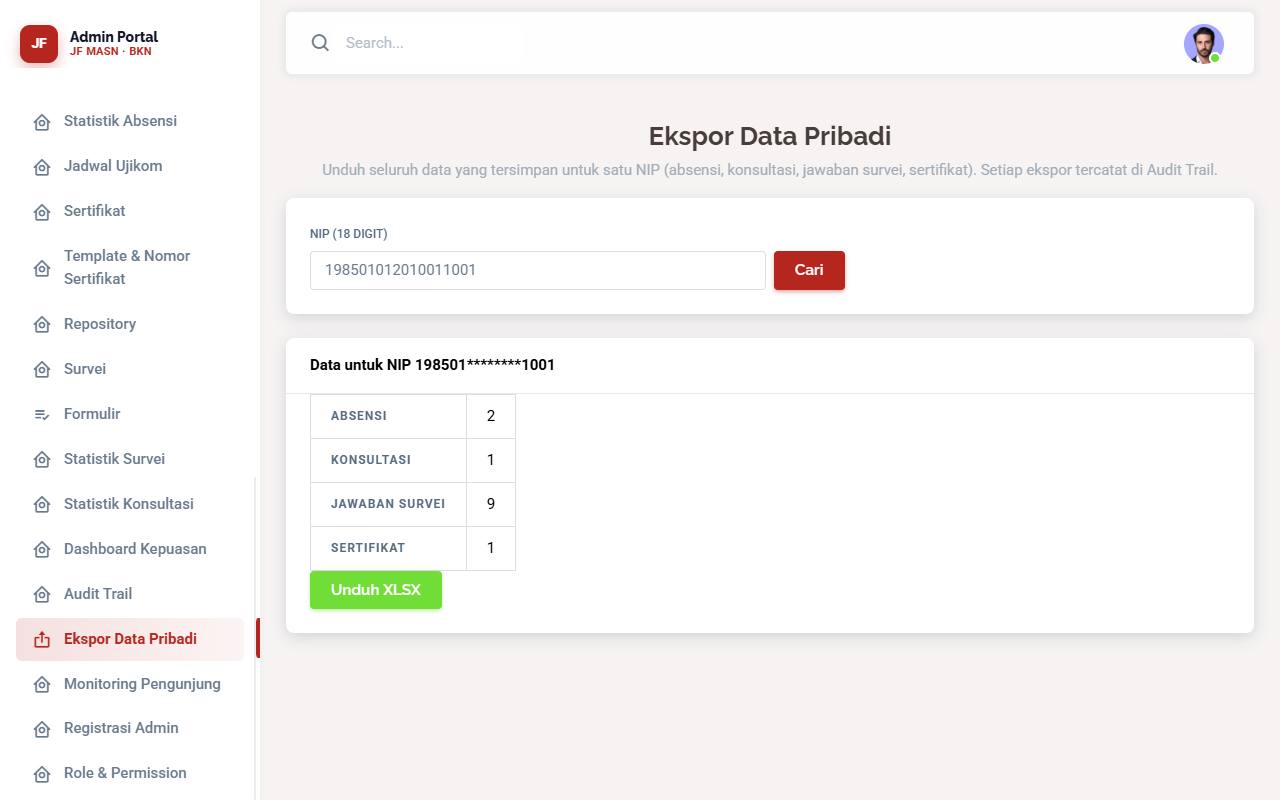 JF
Admin Portal
JF MASN · BKN
Statistik Absensi
Jadwal Ujikom
Sertifikat
Template & Nomor
Sertifikat
Repository
Survei
Formulir
Statistik Survei
Statistik Konsultasi
Dashboard Kepuasan
Audit Trail
Ekspor Data Pribadi
Monitoring Pengunjung
Registrasi Admin
Role & Permission
Search...
Ekspor Data Pribadi
Unduh seluruh data yang tersimpan untuk satu NIP (absensi, konsultasi, jawaban survei, sertifikat). Setiap ekspor tercatat di Audit Trail.
NIP (18 DIGIT)
198501012010011001
Cari
Data untuk NIP 198501********1001
ABSENSI 2
KONSULTASI 1
JAWABAN SURVEI 9
SERTIFIKAT 1
Unduh XLSX